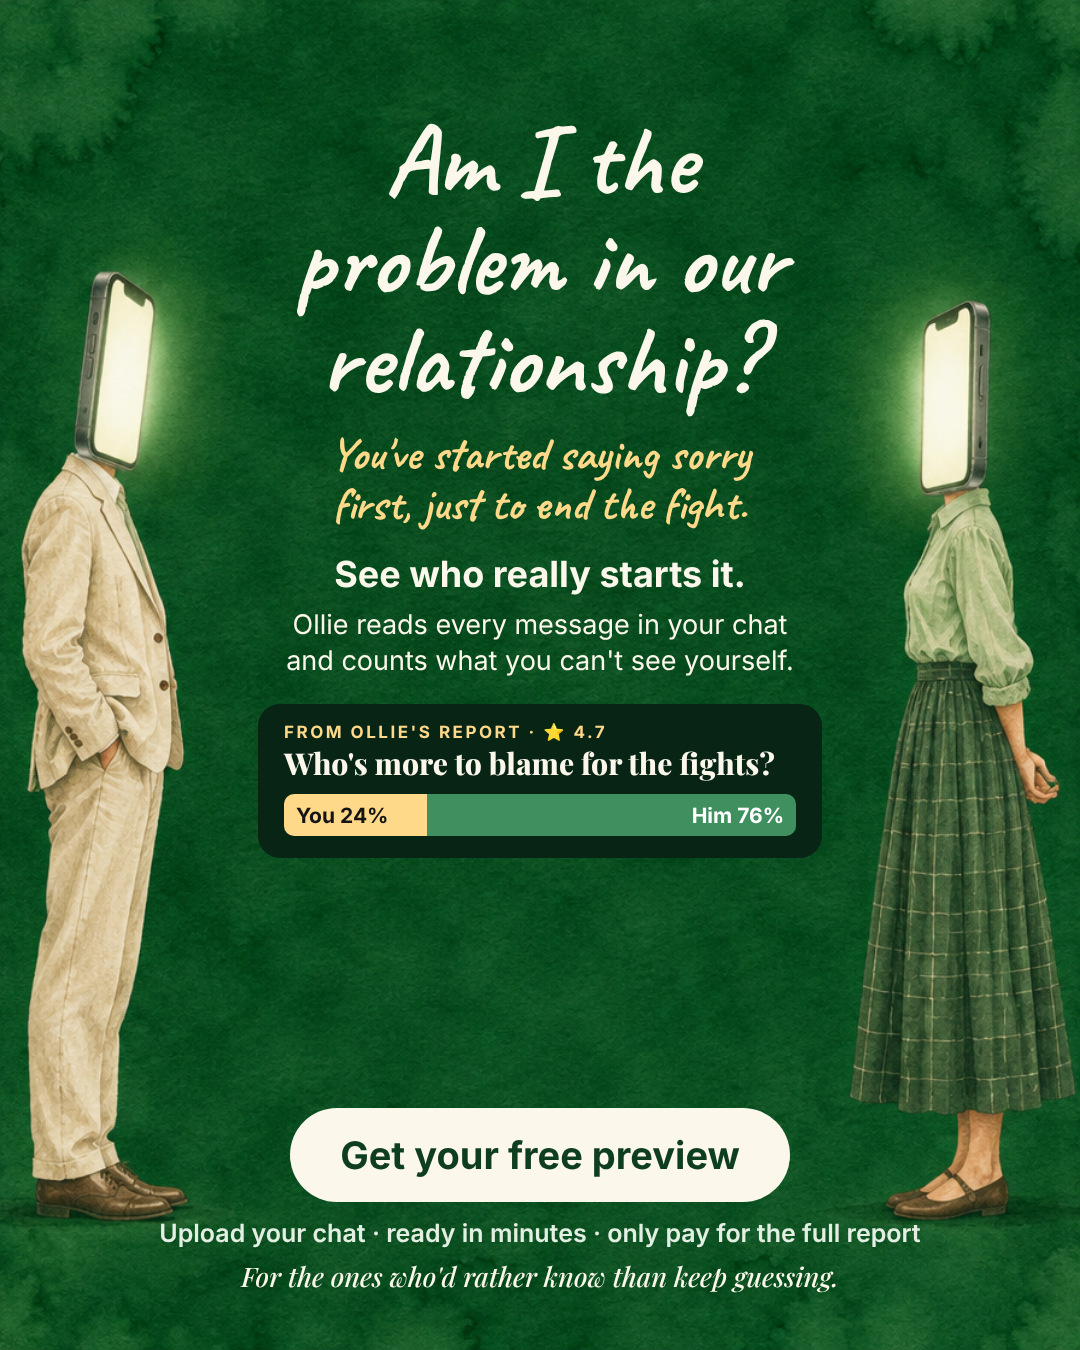 Am I the
problem in our
relationship?
You've started saying sorry
first, just to end the fight.
See who really starts it.
Ollie reads every message in your chat
and counts what you can't see yourself.
FROM OLLIE'S REPORT · ⭐ 4.7
Who's more to blame for the fights?
You 24% Him 76%
Get your free preview
Upload your chat · ready in minutes · only pay for the full report
For the ones who'd rather know than keep guessing.